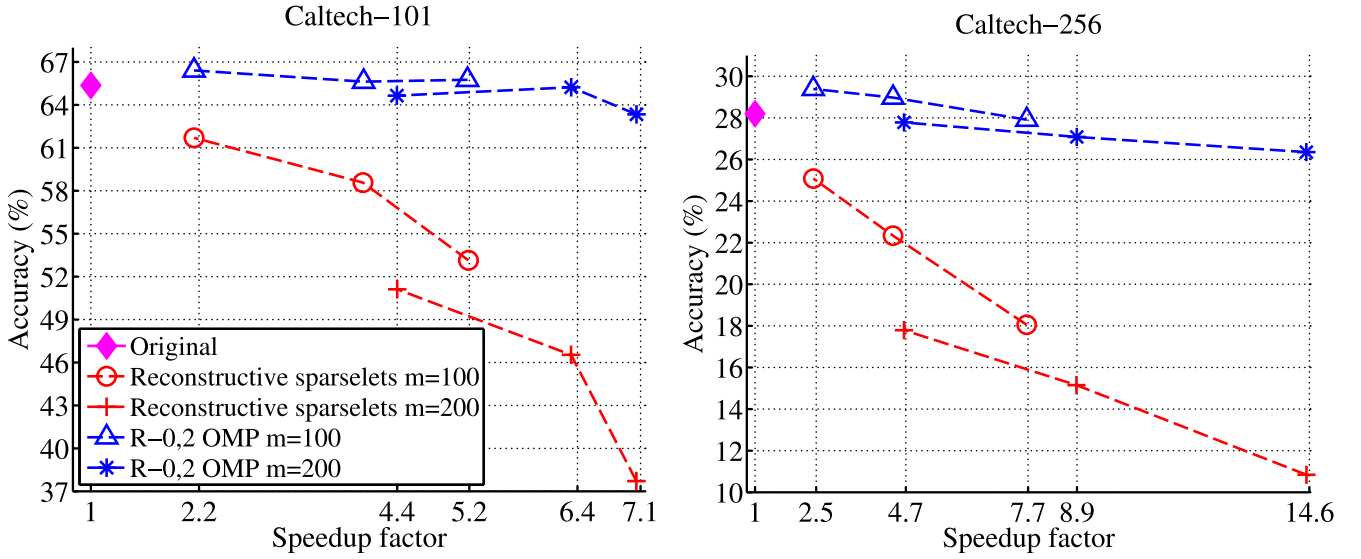 Caltech−101
Accuracy (%)
67
64
61
58
55
52
49
46
43
40
37
Original
Reconstructive sparselets m=100
Reconstructive sparselets m=200
R−0,2 OMP m=100
R−0,2 OMP m=200
1 2.2 4.4 5.2 6.4 7.1
Speedup factor
Caltech−256
Accuracy (%)
30
28
26
24
22
20
18
16
14
12
10
1 2.5 4.7 7.7 8.9 14.6
Speedup factor